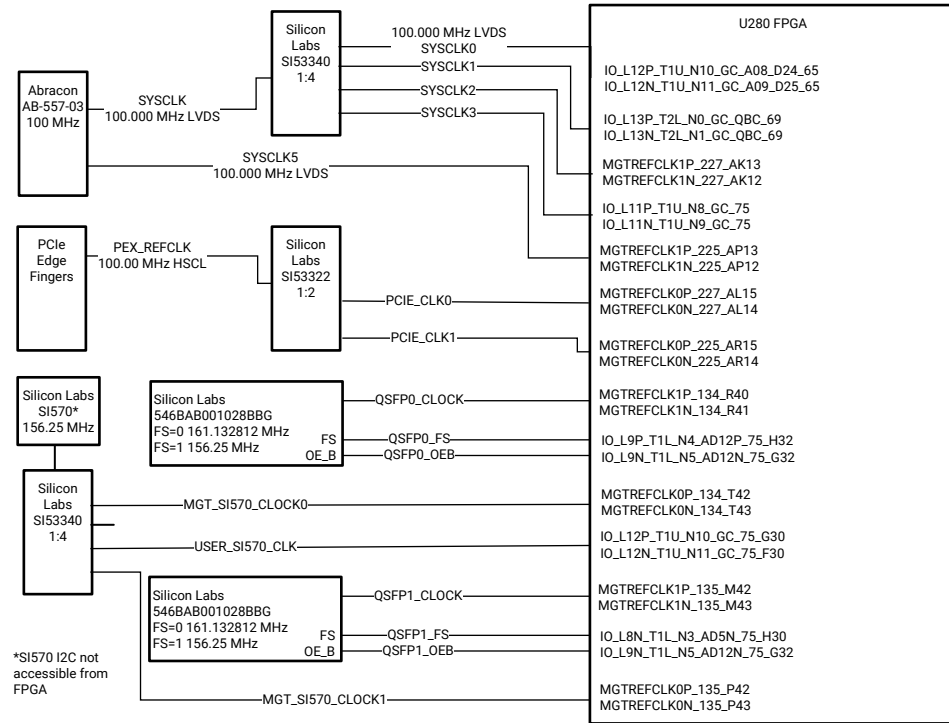 U280 FPGA
Silicon
Labs
SI53340
1:4
100.000 MHz LVDS
SYSCLK0
SYSCLK1
SYSCLK2
SYSCLK3
Abracon
AB-557-03
100 MHz
SYSCLK
100.000 MHz LVDS
SYSCLK5
100.000 MHz LVDS
IO_L12P_T1U_N10_GC_A08_D24_65
IO_L12N_T1U_N11_GC_A09_D25_65
IO_L13P_T2L_N0_GC_QBC_69
IO_L13N_T2L_N1_GC_QBC_69
MGTREFCLK1P_227_AK13
MGTREFCLK1N_227_AK12
IO_L11P_T1U_N8_GC_75
IO_L11N_T1U_N9_GC_75
MGTREFCLK1P_225_AP13
MGTREFCLK1N_225_AP12
PCIe
Edge
Fingers
PEX_REFCLK
100.00 MHz HSCL
Silicon
Labs
SI53322
1:2
PCIE_CLK0
PCIE_CLK1
MGTREFCLK0P_227_AL15
MGTREFCLK0N_227_AL14
MGTREFCLK0P_225_AR15
MGTREFCLK0N_225_AR14
Silicon Labs
SI570*
156.25 MHz
Silicon Labs
546BAB001028BBG
FS=0 161.132812 MHz
FS=1 156.25 MHz
FS
OE_B
QSFP0_CLOCK
QSFP0_FS
QSFP0_OEB
MGTREFCLK1P_134_R40
MGTREFCLK1N_134_R41
IO_L9P_T1L_N4_AD12P_75_H32
IO_L9N_T1L_N5_AD12N_75_G32
Silicon
Labs
SI53340
1:4
MGT_SI570_CLOCK0
USER_SI570_CLK
MGTREFCLK0P_134_T42
MGTREFCLK0N_134_T43
IO_L12P_T1U_N10_GC_75_G30
IO_L12N_T1U_N11_GC_75_F30
Silicon Labs
546BAB001028BBG
FS=0 161.132812 MHz
FS=1 156.25 MHz
FS
OE_B
QSFP1_CLOCK
QSFP1_FS
QSFP1_OEB
MGTREFCLK1P_135_M42
MGTREFCLK1N_135_M43
IO_L8N_T1L_N3_AD5N_75_H30
IO_L9N_T1L_N5_AD12N_75_G32
*SI570 I2C not
accessible from
FPGA
MGT_SI570_CLOCK1
MGTREFCLK0P_135_P42
MGTREFCLK0N_135_P43